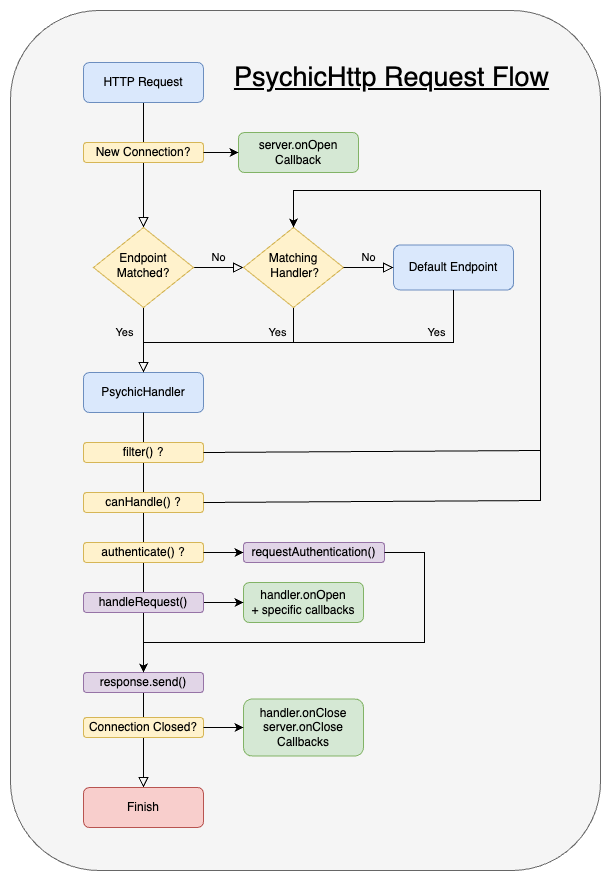 PsychicHttp Request Flow
HTTP Request
New Connection?
server.onOpen
Callback
Endpoint
Matched?
No
Matching
Handler?
No
Default Endpoint
Yes
Yes
Yes
PsychicHandler
filter() ?
canHandle() ?
authenticate() ?
requestAuthentication()
handleRequest()
handler.onOpen
+ specific callbacks
response.send()
Connection Closed?
handler.onClose
server.onClose
Callbacks
Finish